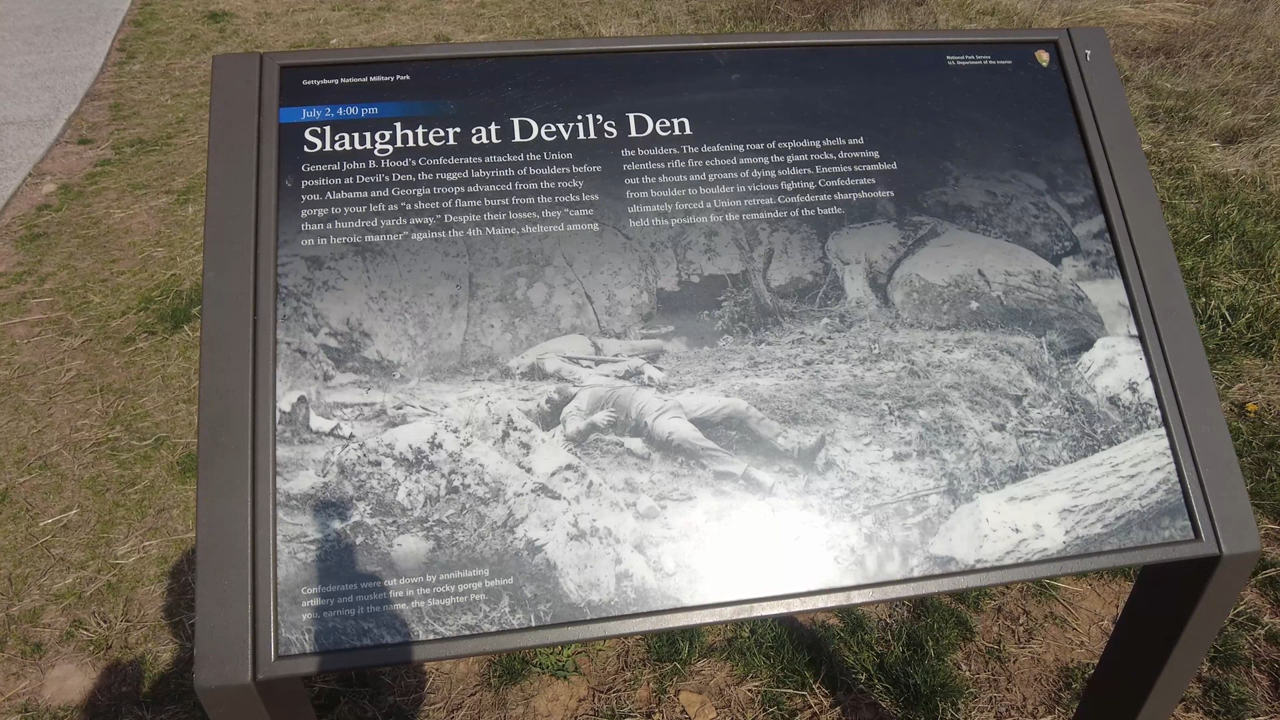 Gettysburg National Military Park
National Park Service
U.S. Department of the Interior
7
July 2, 4:00 pm
Slaughter at Devil's Den
General John B. Hood's Confederates attacked the Union
position at Devil's Den, the rugged labyrinth of boulders before
you. Alabama and Georgia troops advanced from the rocky
gorge to your left as “a sheet of flame burst from the rocks less
than a hundred yards away.” Despite their losses, they “came
on in heroic manner” against the 4th Maine, sheltered among
the boulders. The deafening roar of exploding shells and
relentless rifle fire echoed among the giant rocks, drowning
out the shouts and groans of dying soldiers. Enemies scrambled
from boulder to boulder in vicious fighting. Confederates
ultimately forced a Union retreat. Confederate sharpshooters
held this position for the remainder of the battle.
Confederates were cut down by annihilating
artillery and musket fire in the rocky gorge behind
you, earning it the name, the Slaughter Pen.